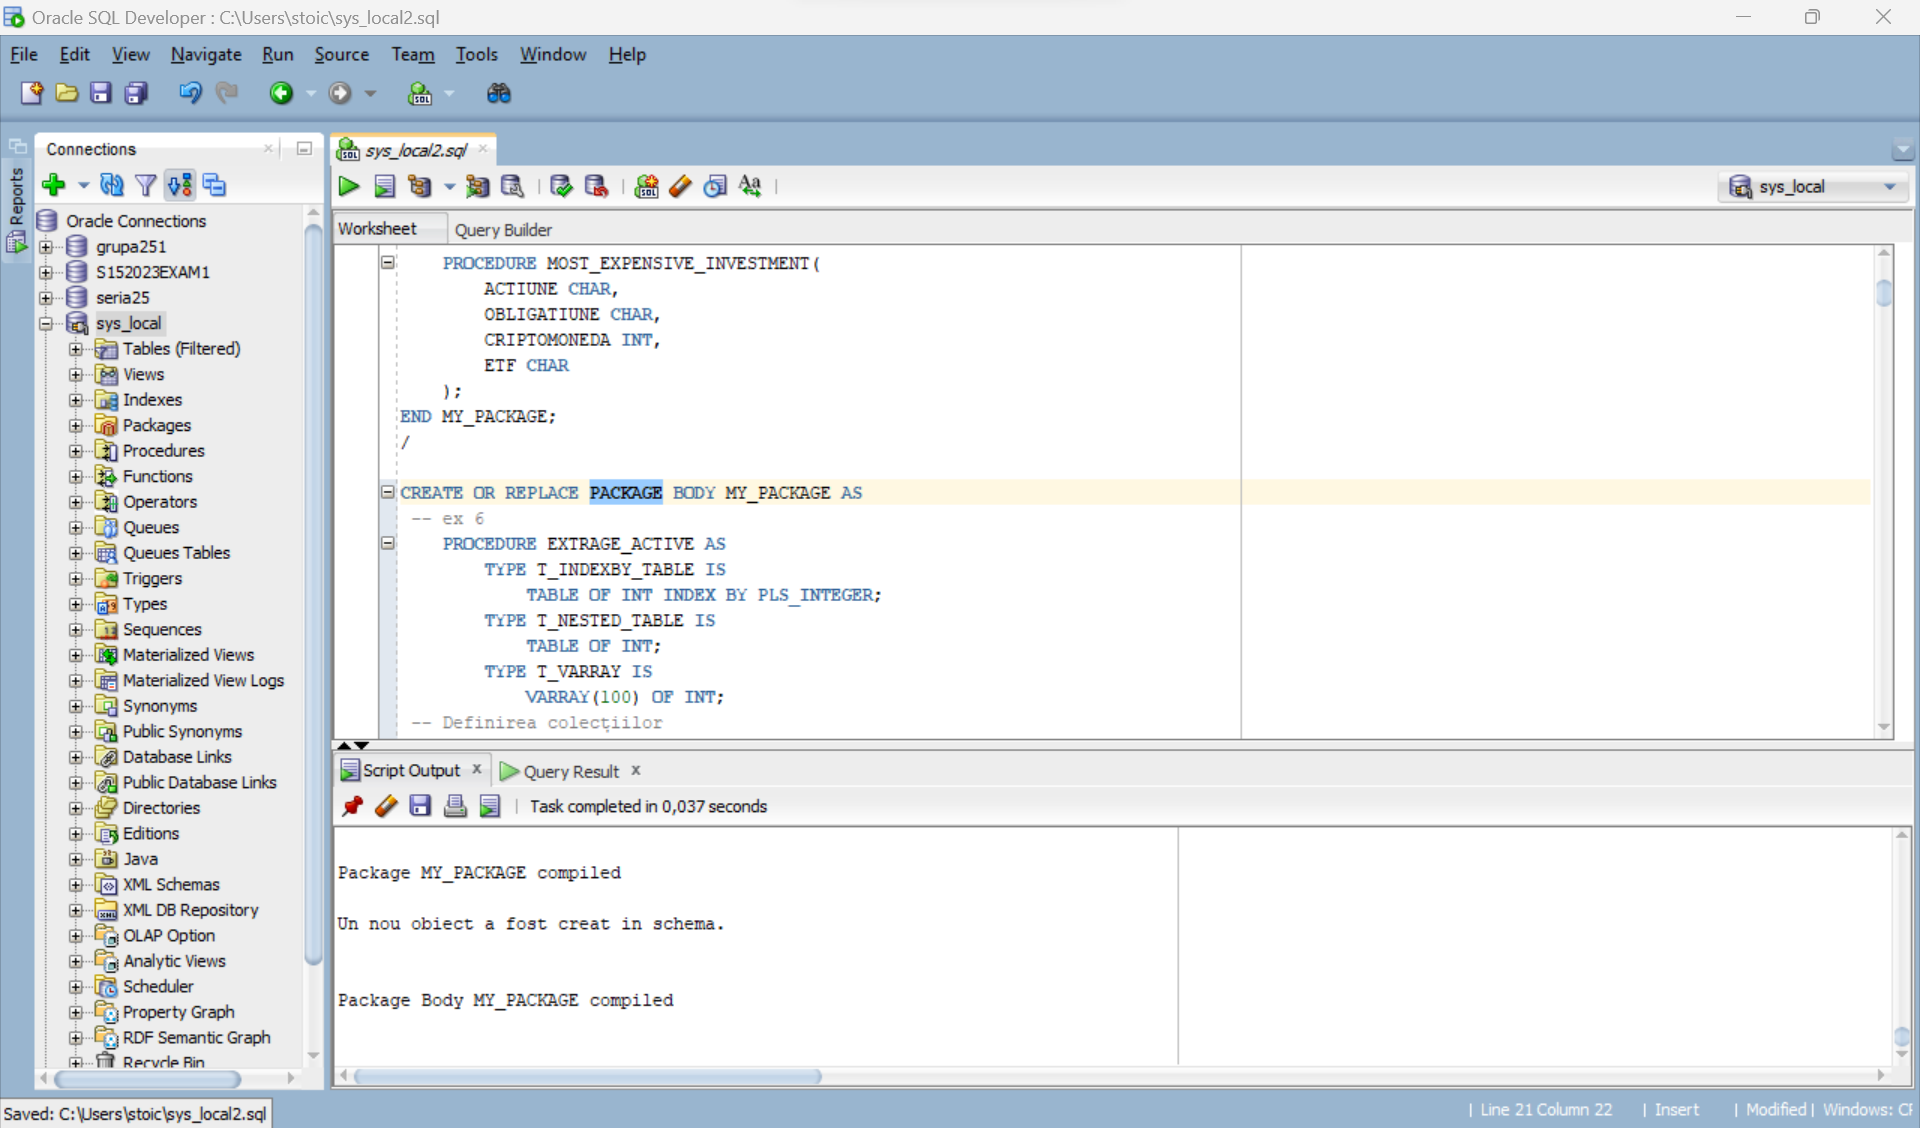 Oracle SQL Developer : C:\Users\stoic\sys_local2.sql
File Edit View Navigate Run Source Team Tools Window Help
Reports
Connections
Oracle Connections
grupa251
S152023EXAM1
seria25
sys_local
Tables (Filtered)
Views
Indexes
Packages
Procedures
Functions
Operators
Queues
Queues Tables
Triggers
Types
Sequences
Materialized Views
Materialized View Logs
Synonyms
Public Synonyms
Database Links
Public Database Links
Directories
Editions
Java
XML Schemas
XML DB Repository
OLAP Option
Analytic Views
Scheduler
Property Graph
RDF Semantic Graph
Recycle Bin
sys_local2.sql
sys_local
Worksheet Query Builder
PROCEDURE MOST_EXPENSIVE_INVESTMENT(
ACTIUNE CHAR,
OBLIGATIUNE CHAR,
CRIPTOMONEDA INT,
ETF CHAR
);
END MY_PACKAGE;
/
CREATE OR REPLACE PACKAGE BODY MY_PACKAGE AS
-- ex 6
PROCEDURE EXTRAGE_ACTIVE AS
TYPE T_INDEXBY_TABLE IS
TABLE OF INT INDEX BY PLS_INTEGER;
TYPE T_NESTED_TABLE IS
TABLE OF INT;
TYPE T_VARRAY IS
VARRAY(100) OF INT;
-- Definirea colecțiilor
Script Output Query Result
Task completed in 0,037 seconds
Package MY_PACKAGE compiled
Un nou obiect a fost creat in schema.
Package Body MY_PACKAGE compiled
Saved: C:\Users\stoic\sys_local2.sql
Line 21 Column 22 | Insert | Modified | Windows: